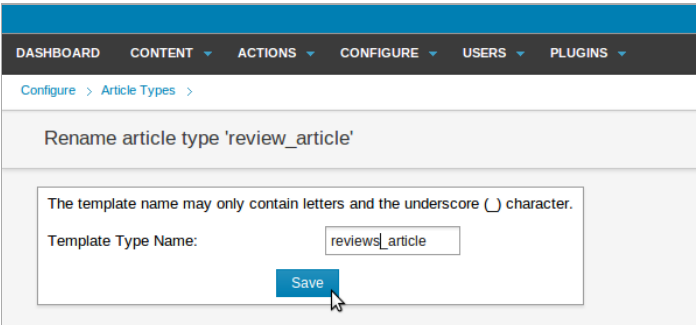 DASHBOARD CONTENT ACTIONS CONFIGURE USERS PLUGINS
Configure > Article Types >
Rename article type 'review_article'
The template name may only contain letters and the underscore (_) character.
Template Type Name: reviews_article
Save